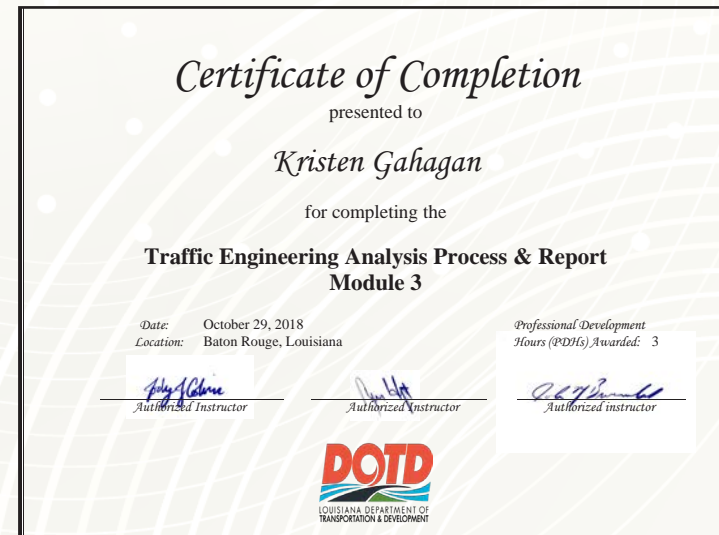 Certificate of Completion
presented to
Kristen Gahagan
for completing the
Traffic Engineering Analysis Process & Report
Module 3
Date: October 29, 2018
Location: Baton Rouge, Louisiana
Professional Development
Hours (PDHs) Awarded: 3
Authorized Instructor
Authorized Instructor
Authorized instructor
DOTD
LOUISIANA DEPARTMENT OF
TRANSPORTATION & DEVELOPMENT